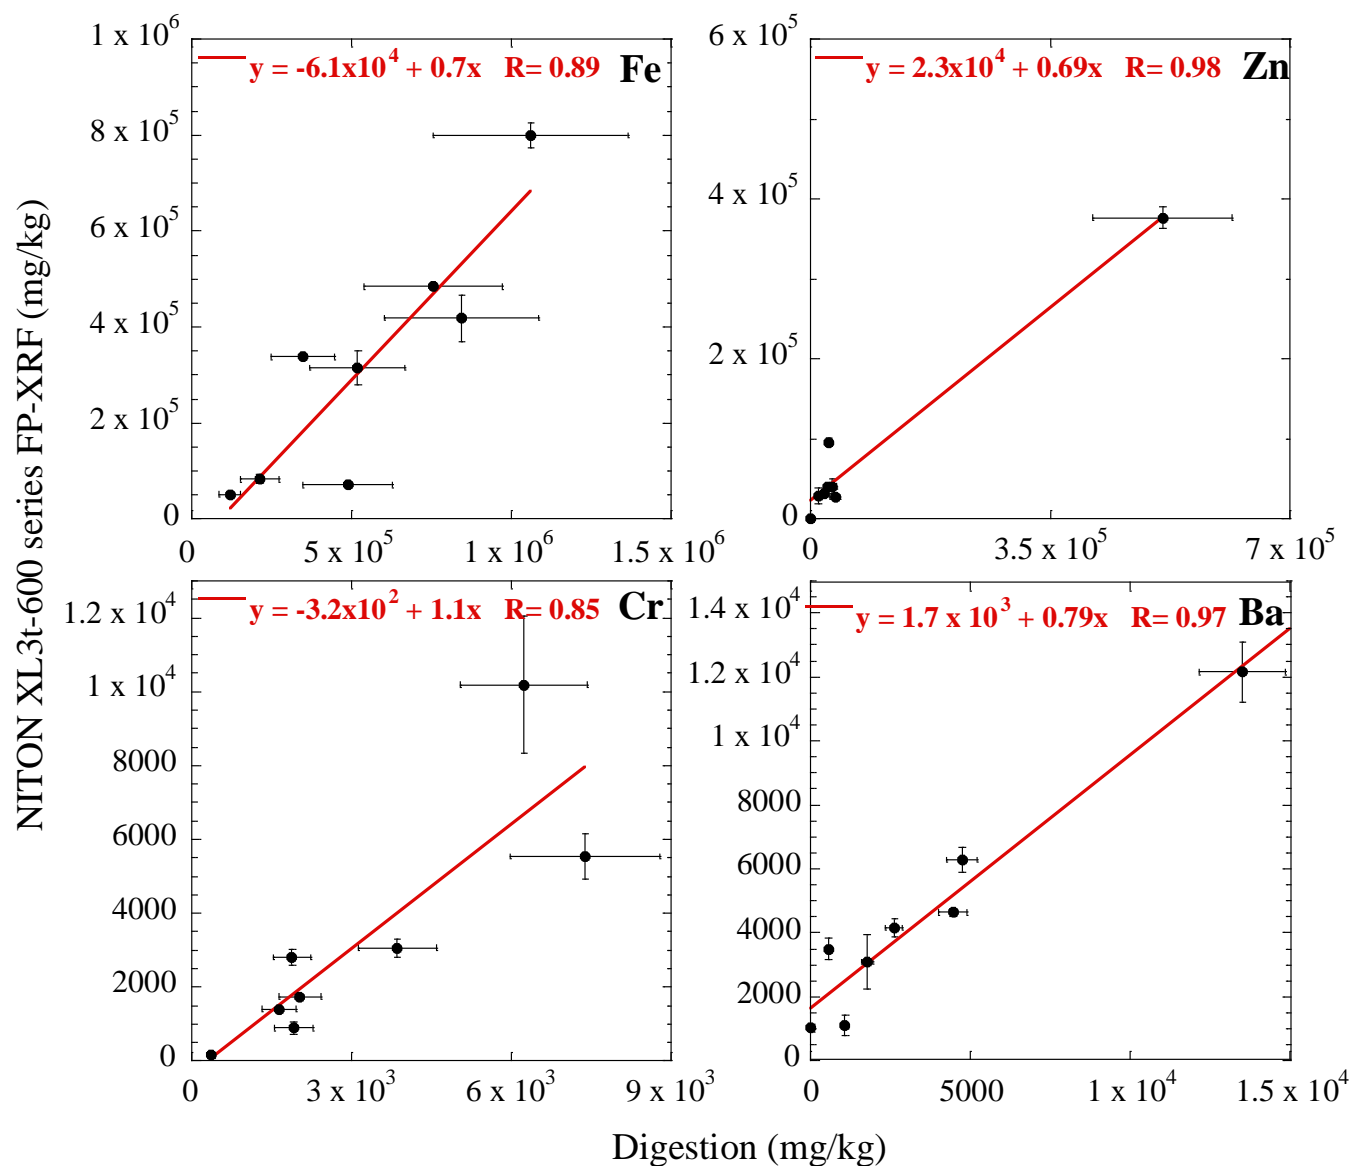 NITON XL3t-600 series FP-XRF (mg/kg)
y = -6.1x10^4 + 0.7x R= 0.89 Fe
1 x 10^6
8 x 10^5
6 x 10^5
4 x 10^5
2 x 10^5
0
0 5 x 10^5 1 x 10^6 1.5 x 10^6
y = 2.3x10^4 + 0.69x R= 0.98 Zn
6 x 10^5
4 x 10^5
2 x 10^5
0
0 3.5 x 10^5 7 x 10^5
y = -3.2x10^2 + 1.1x R= 0.85 Cr
1.2 x 10^4
1 x 10^4
8000
6000
4000
2000
0
0 3 x 10^3 6 x 10^3 9 x 10^3
y = 1.7 x 10^3 + 0.79x R= 0.97 Ba
1.4 x 10^4
1.2 x 10^4
1 x 10^4
8000
6000
4000
2000
0
0 5000 1 x 10^4 1.5 x 10^4
Digestion (mg/kg)